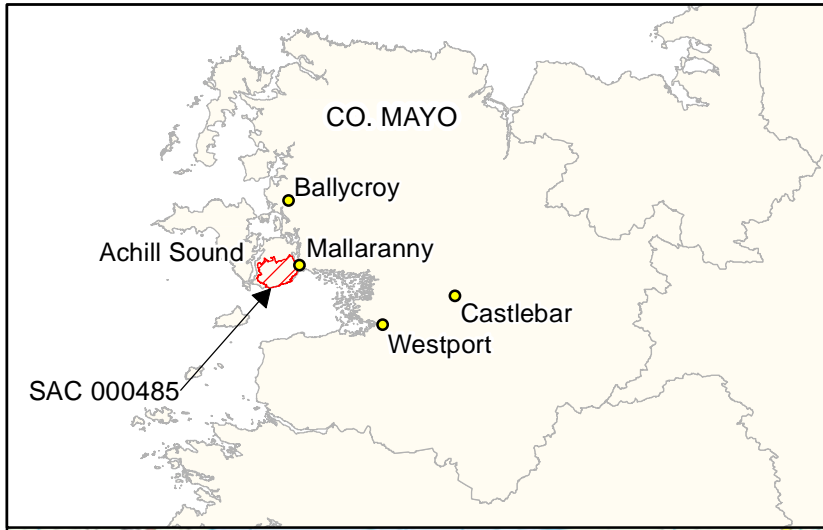 CO. MAYO
Ballycroy
Achill Sound
Mallaranny
Castlebar
Westport
SAC 000485